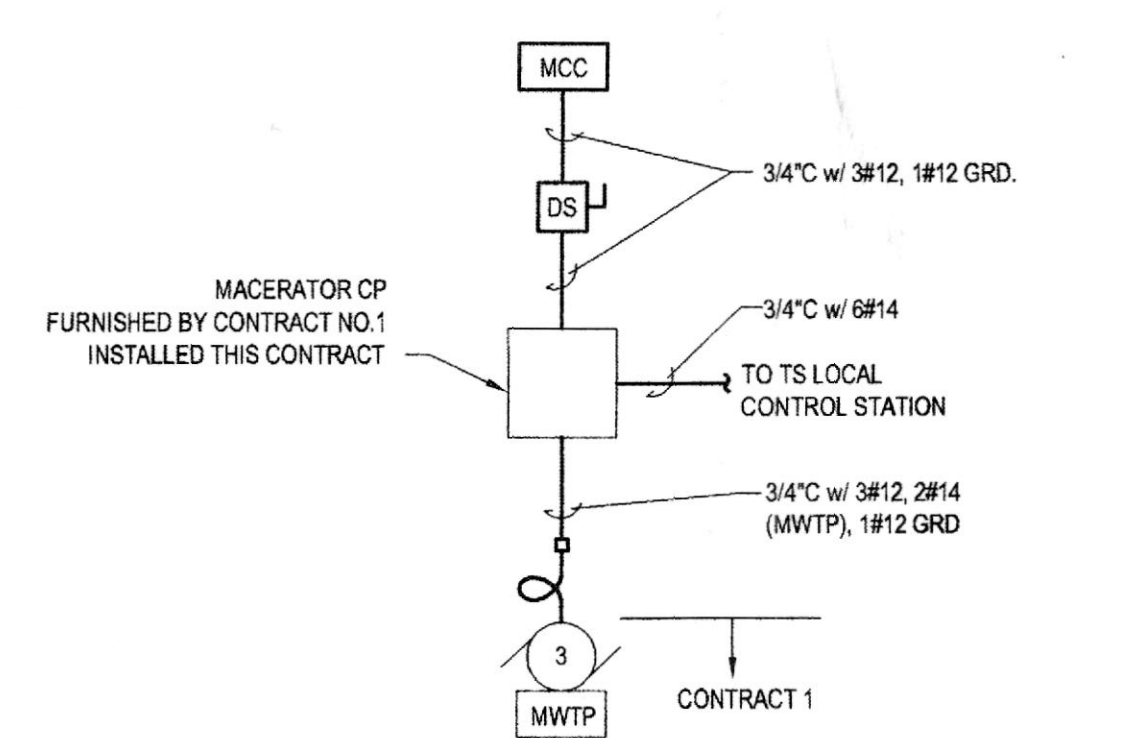 MCC
3/4"C w/ 3#12, 1#12 GRD.
DS
MACERATOR CP
FURNISHED BY CONTRACT NO.1
INSTALLED THIS CONTRACT
3/4"C w/ 6#14
TO TS LOCAL
CONTROL STATION
3/4"C w/ 3#12, 2#14
(MWTP), 1#12 GRD
3
MWTP
CONTRACT 1